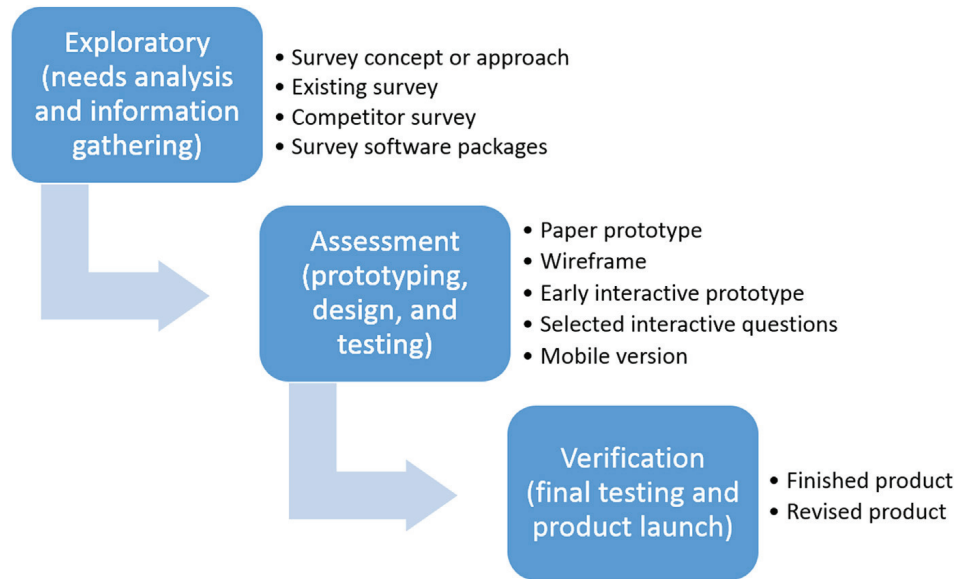 Exploratory
(needs analysis
and information
gathering)
• Survey concept or approach
• Existing survey
• Competitor survey
• Survey software packages
Assessment
(prototyping,
design, and
testing)
• Paper prototype
• Wireframe
• Early interactive prototype
• Selected interactive questions
• Mobile version
Verification
(final testing and
product launch)
• Finished product
• Revised product